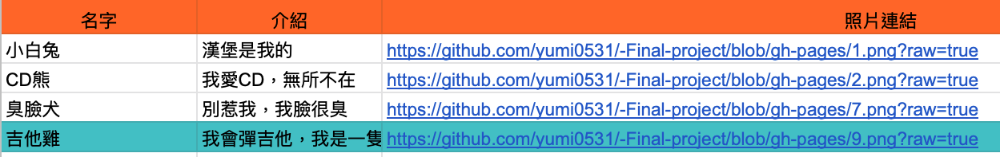 名字 介紹 照片連結
小白兔 漢堡是我的 https://github.com/yumi0531/-Final-project/blob/gh-pages/1.png?raw=true
CD熊 我愛CD，無所不在 https://github.com/yumi0531/-Final-project/blob/gh-pages/2.png?raw=true
臭臉犬 別惹我，我臉很臭 https://github.com/yumi0531/-Final-project/blob/gh-pages/7.png?raw=true
吉他雞 我會彈吉他，我是一隻 https://github.com/yumi0531/-Final-project/blob/gh-pages/9.png?raw=true